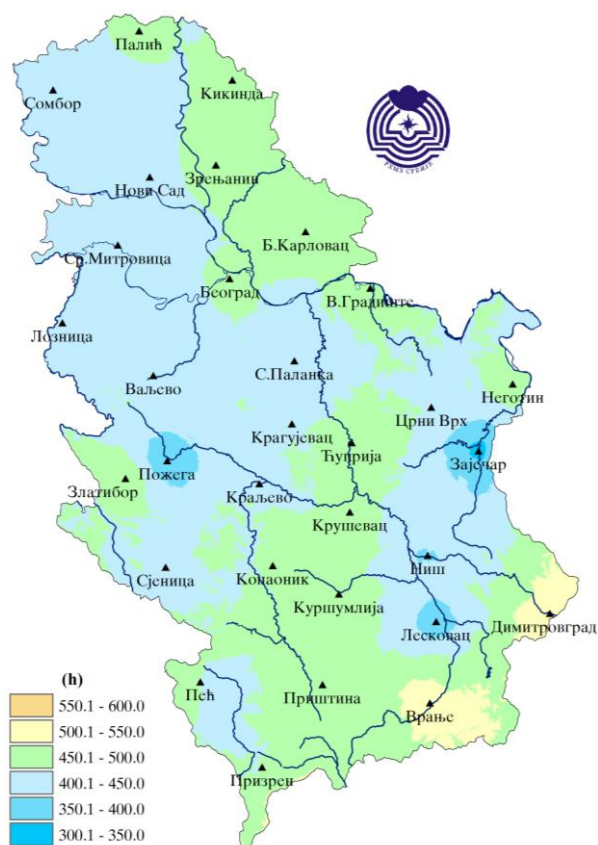 Палић
Кикинда
Сомбор
Зрењанин
РХМЗ СРБИЈЕ
Нови Сад
Б.Карловац
Ср.Митровица
Београд
В.Градиште
Лозница
С.Паланка
Ваљево
Неготин
Црни Врх
Крагујевац
Ћуприја
Зајечар
Пожега
Златибор
Краљево
Крушевац
Ниш
Сјеница
Копаоник
Куршумлија
Димитровград
Лесковац
Пећ
Приштина
Врање
Призрен
(h)
550.1 - 600.0
500.1 - 550.0
450.1 - 500.0
400.1 - 450.0
350.1 - 400.0
300.1 - 350.0